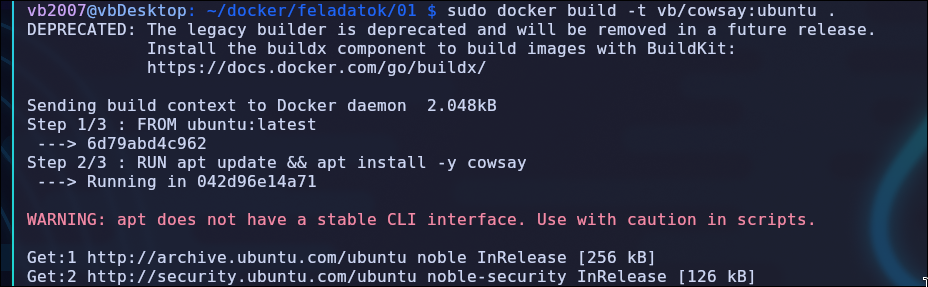 vb2007@vbDesktop: ~/docker/feladatok/01 $ sudo docker build -t vb/cowsay:ubuntu .
DEPRECATED: The legacy builder is deprecated and will be removed in a future release.
            Install the buildx component to build images with BuildKit:
            https://docs.docker.com/go/buildx/

Sending build context to Docker daemon  2.048kB
Step 1/3 : FROM ubuntu:latest
 ---> 6d79abd4c962
Step 2/3 : RUN apt update && apt install -y cowsay
 ---> Running in 042d96e14a71

WARNING: apt does not have a stable CLI interface. Use with caution in scripts.

Get:1 http://archive.ubuntu.com/ubuntu noble InRelease [256 kB]
Get:2 http://security.ubuntu.com/ubuntu noble-security InRelease [126 kB]